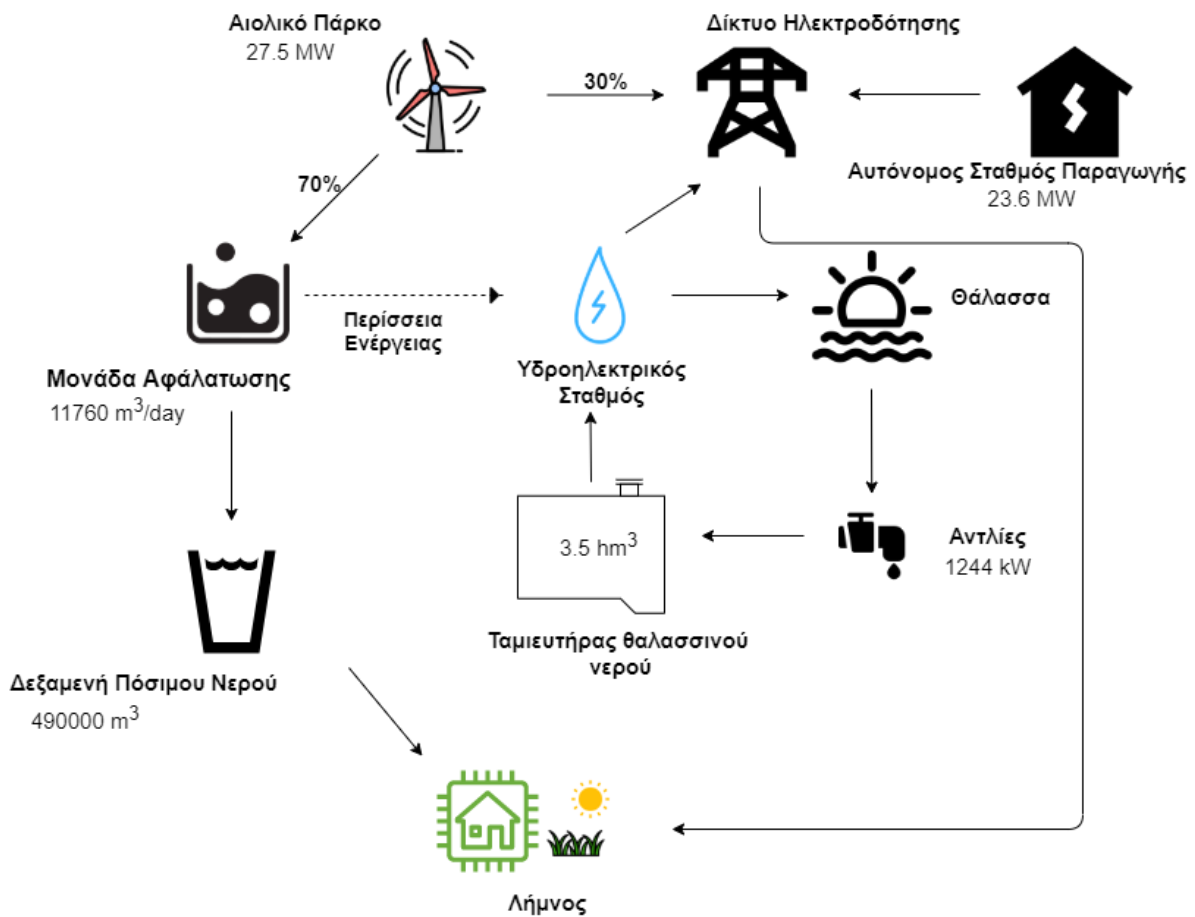 Αιολικό Πάρκο
27.5 MW
Δίκτυο Ηλεκτροδότησης
30%
Αυτόνομος Σταθμός Παραγωγής
23.6 MW
70%
Θάλασσα
Περίσσεια
Ενέργειας
Υδροηλεκτρικός
Σταθμός
Μονάδα Αφάλατωσης
11760 m³/day
3.5 hm³
Αντλίες
1244 kW
Ταμιευτήρας θαλασσινού
νερού
Δεξαμενή Πόσιμου Νερού
490000 m³
Λήμνος